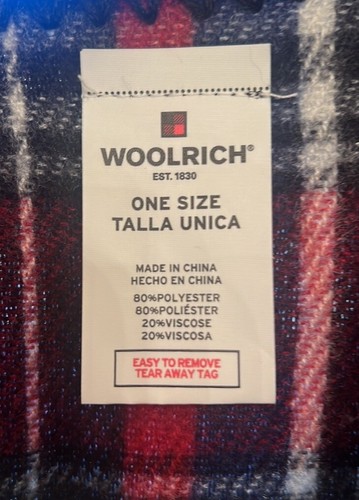 WOOLRICH®
EST. 1830
ONE SIZE
TALLA UNICA
MADE IN CHINA
HECHO EN CHINA
80%POLYESTER
80%POLIÉSTER
20%VISCOSE
20%VISCOSA
EASY TO REMOVE
TEAR AWAY TAG